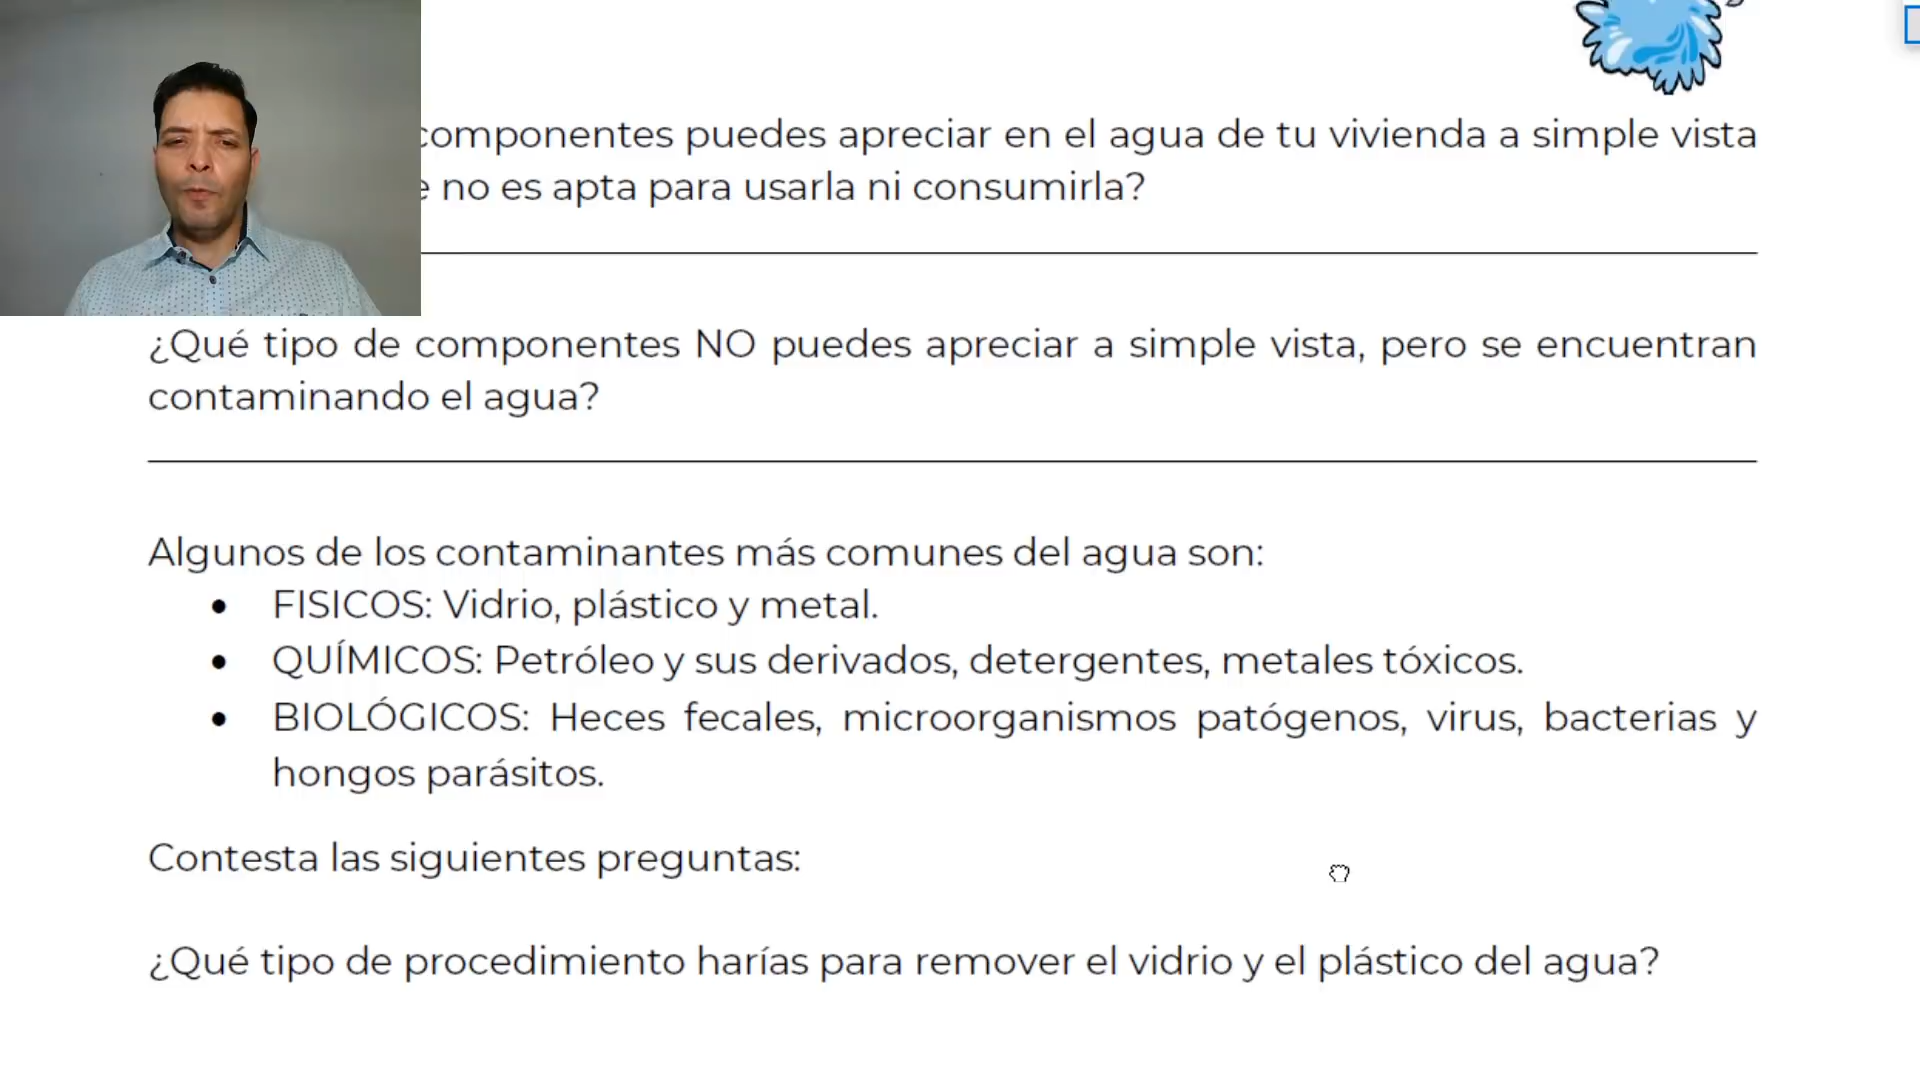 componentes puedes apreciar en el agua de tu vivienda a simple vista
no es apta para usarla ni consumirla?
¿Qué tipo de componentes NO puedes apreciar a simple vista, pero se encuentran
contaminando el agua?
Algunos de los contaminantes más comunes del agua son:
• FISICOS: Vidrio, plástico y metal.
• QUÍMICOS: Petróleo y sus derivados, detergentes, metales tóxicos.
• BIOLÓGICOS: Heces fecales, microorganismos patógenos, virus, bacterias y
hongos parásitos.
Contesta las siguientes preguntas:
¿Qué tipo de procedimiento harías para remover el vidrio y el plástico del agua?